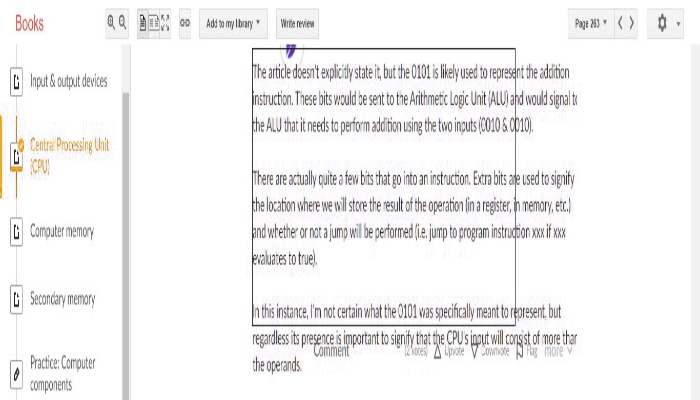 Books
Add to my library
Write review
Page 263
Input & output devices
Central Processing Unit
(CPU)
Computer memory
Secondary memory
Practice: Computer
components
The article doesn't explicitly state it, but the 0101 is likely used to represent the addition
instruction. These bits would be sent to the Arithmetic Logic Unit (ALU) and would signal to
the ALU that it needs to perform addition using the two inputs (0010 & 0010).
There are actually quite a few bits that go into an instruction. Extra bits are used to signify
the location where we will store the result of the operation (in a register, in memory, etc.)
and whether or not a jump will be performed (i.e. jump to program instruction xxx if xxx
evaluates to true).
In this instance, I'm not certain what the 0101 was specifically meant to represent, but
regardless its presence is important to signify that the CPU's input will consist of more than
Comment (2 votes) Upvote Downvote Flag more
the operands.